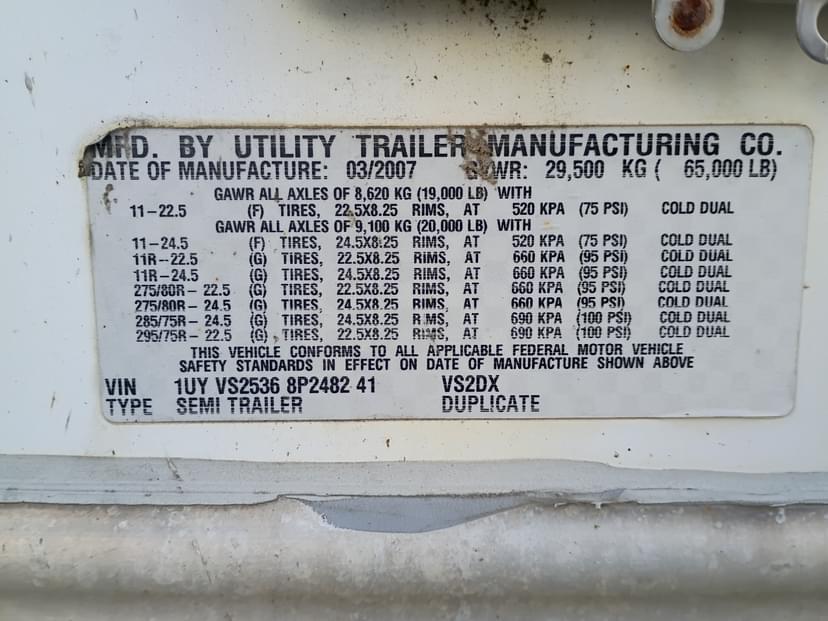 MFD. BY UTILITY TRAILER MANUFACTURING CO.
DATE OF MANUFACTURE: 03/2007 GVWR: 29,500 KG ( 65,000 LB)
GAWR ALL AXLES OF 8,620 KG (19,000 LB) WITH
11-22.5 (F) TIRES, 22.5X8.25 RIMS, AT 520 KPA (75 PSI) COLD DUAL
GAWR ALL AXLES OF 9,100 KG (20,000 LB) WITH
11-24.5 (F) TIRES, 24.5X8.25 RIMS, AT 520 KPA (75 PSI) COLD DUAL
11R-22.5 (G) TIRES, 22.5X8.25 RIMS, AT 660 KPA (95 PSI) COLD DUAL
11R-24.5 (G) TIRES, 24.5X8.25 RIMS, AT 660 KPA (95 PSI) COLD DUAL
275/80R- 22.5 (G) TIRES, 22.5X8.25 RIMS, AT 660 KPA (95 PSI) COLD DUAL
275/80R- 24.5 (G) TIRES, 24.5X8.25 RIMS, AT 660 KPA (95 PSI) COLD DUAL
285/75R- 24.5 (G) TIRES, 24.5X8.25 RIMS, AT 690 KPA (100 PSI) COLD DUAL
295/75R- 22.5 (G) TIRES, 22.5X8.25 RIMS, AT 690 KPA (100 PSI) COLD DUAL
THIS VEHICLE CONFORMS TO ALL APPLICABLE FEDERAL MOTOR VEHICLE
SAFETY STANDARDS IN EFFECT ON DATE OF MANUFACTURE SHOWN ABOVE
VIN 1UY VS2536 8P2482 41 VS2DX
TYPE SEMI TRAILER DUPLICATE